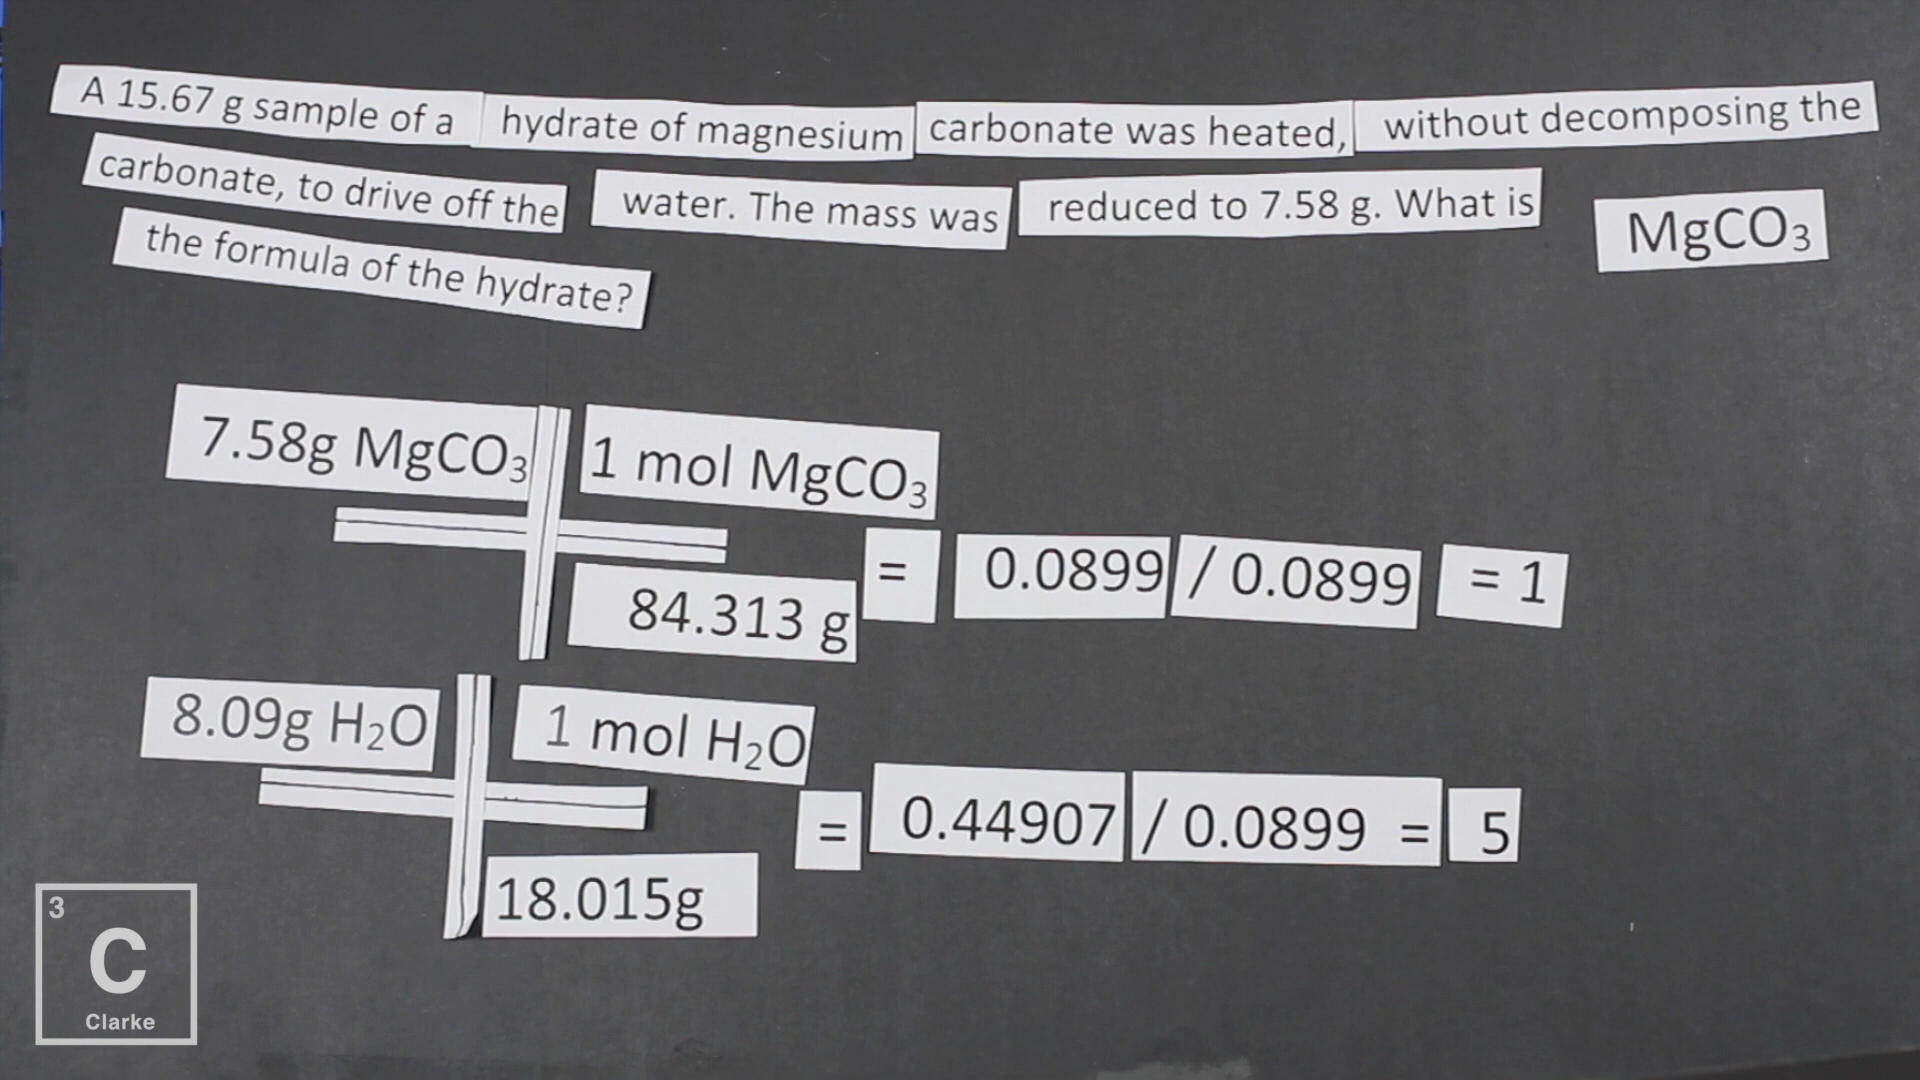 A 15.67 g sample of a hydrate of magnesium carbonate was heated, without decomposing the
carbonate, to drive off the water. The mass was reduced to 7.58 g. What is
the formula of the hydrate?
MgCO₃
7.58g MgCO₃ 1 mol MgCO₃
84.313 g = 0.0899 / 0.0899 = 1
8.09g H₂O 1 mol H₂O
18.015g = 0.44907 / 0.0899 = 5
3
C
Clarke